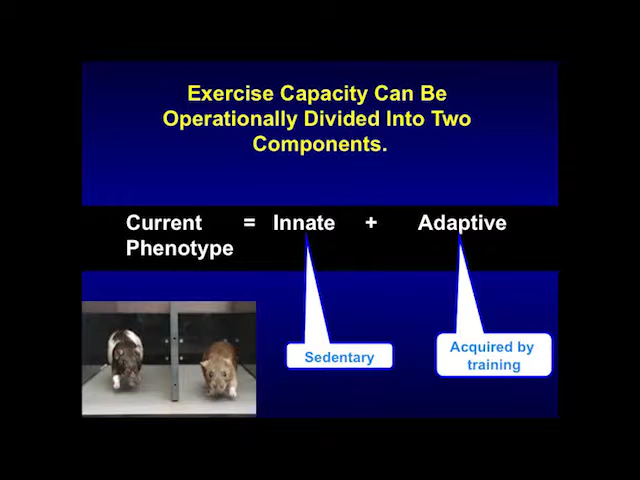 Exercise Capacity Can Be
Operationally Divided Into Two
Components.
Current = Innate + Adaptive
Phenotype
Sedentary
Acquired by
training